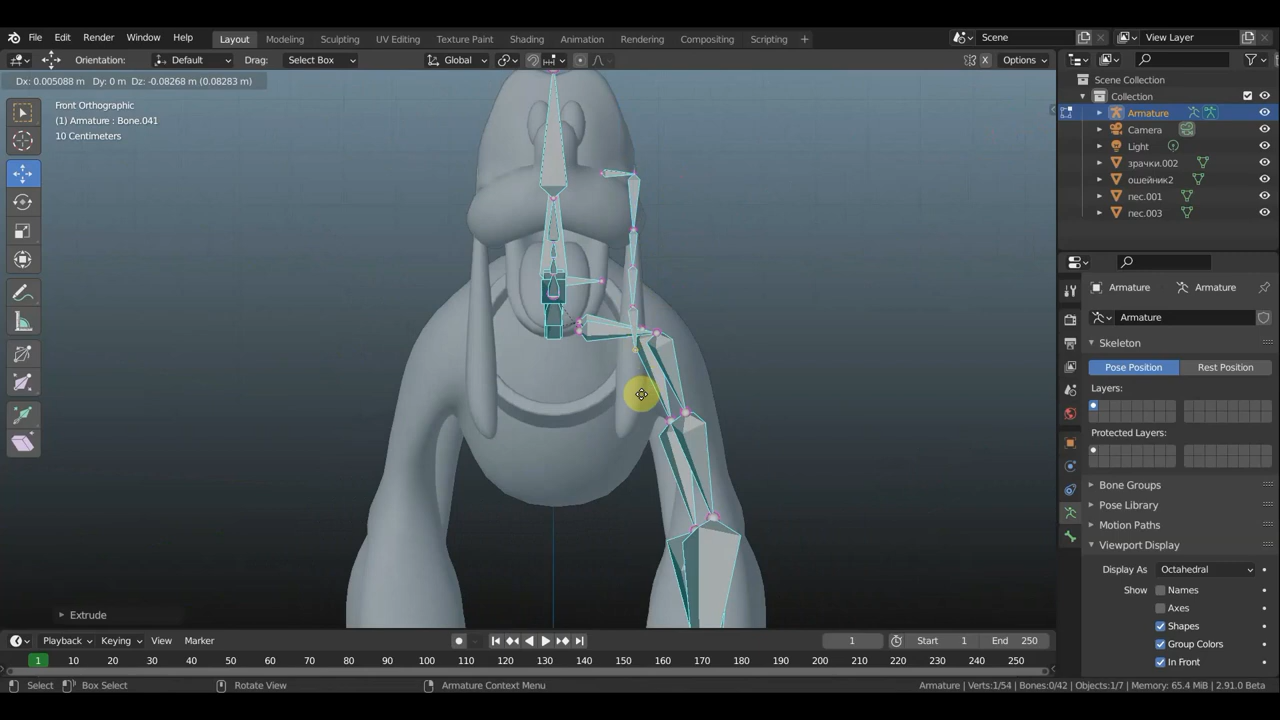 File Edit Render Window Help Layout Modeling Sculpting UV Editing Texture Paint Shading Animation Rendering Compositing Scripting + Scene View Layer
Orientation: Default Drag: Select Box Global X Options
Dx: 0.005088 m Dy: 0 m Dz: -0.08268 m (0.08283 m)
Front Orthographic
(1) Armature : Bone.041
10 Centimeters
Scene Collection
Collection
Armature
Camera
Light
зрачки.002
ошейник2
пес.001
пес.003
Armature Armature
Armature
Skeleton
Pose Position Rest Position
Layers:
Protected Layers:
Bone Groups
Pose Library
Motion Paths
Viewport Display
Display As Octahedral
Show Names
Axes
Shapes
Group Colors
In Front
Extrude
Playback Keying View Marker 1 Start 1 End 250
1 10 20 30 40 50 60 70 80 90 100 110 120 130 140 150 160 170 180 190 200 210 220 230 240 250
Select Box Select Rotate View Armature Context Menu Armature | Verts:1/54 | Bones:0/42 | Objects:1/7 | Memory: 65.4 MiB | 2.91.0 Beta